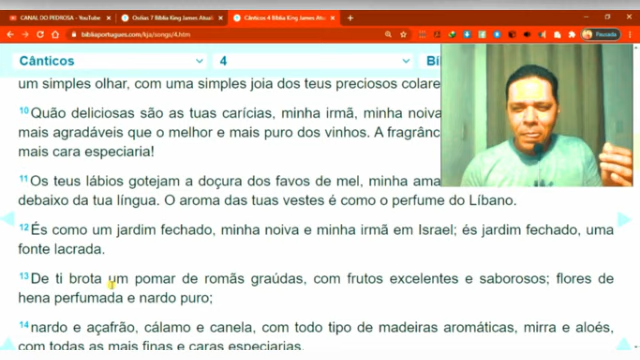 CANAL DO PEDROSA - YouTube
Oséias 7 Bíblia King James Atuali
Cânticos 4 Bíblia King James Atu
bibliaportugues.com/kja/songs/4.htm
Pausada
Cânticos
4
um simples olhar, com uma simples joia dos teus preciosos colare
10 Quão deliciosas são as tuas carícias, minha irmã, minha noiva
mais agradáveis que o melhor e mais puro dos vinhos. A fragrânc
mais cara especiaria!
11 Os teus lábios gotejam a doçura dos favos de mel, minha ama
debaixo da tua língua. O aroma das tuas vestes é como o perfume do Líbano.
12 És como um jardim fechado, minha noiva e minha irmã em Israel; és jardim fechado, uma
fonte lacrada.
13 De ti brota um pomar de romãs graúdas, com frutos excelentes e saborosos; flores de
hena perfumada e nardo puro;
14 nardo e açafrão, cálamo e canela, com todo tipo de madeiras aromáticas, mirra e aloés,
com todas as mais finas e caras especiarias.